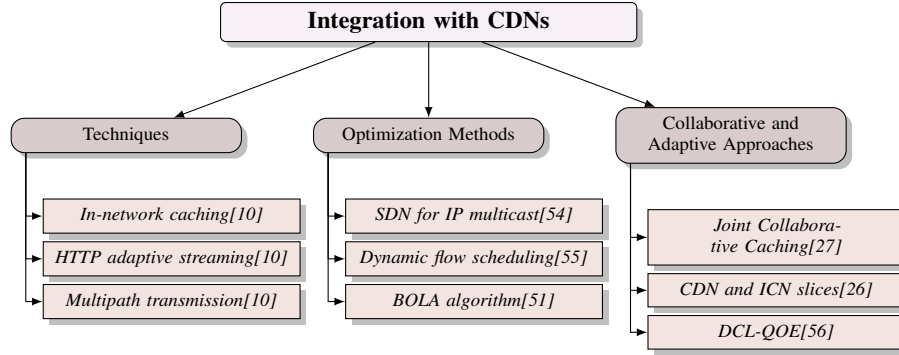 Integration with CDNs
Techniques
In-network caching[10]
HTTP adaptive streaming[10]
Multipath transmission[10]
Optimization Methods
SDN for IP multicast[54]
Dynamic flow scheduling[55]
BOLA algorithm[51]
Collaborative and
Adaptive Approaches
Joint Collabora-
tive Caching[27]
CDN and ICN slices[26]
DCL-QOE[56]